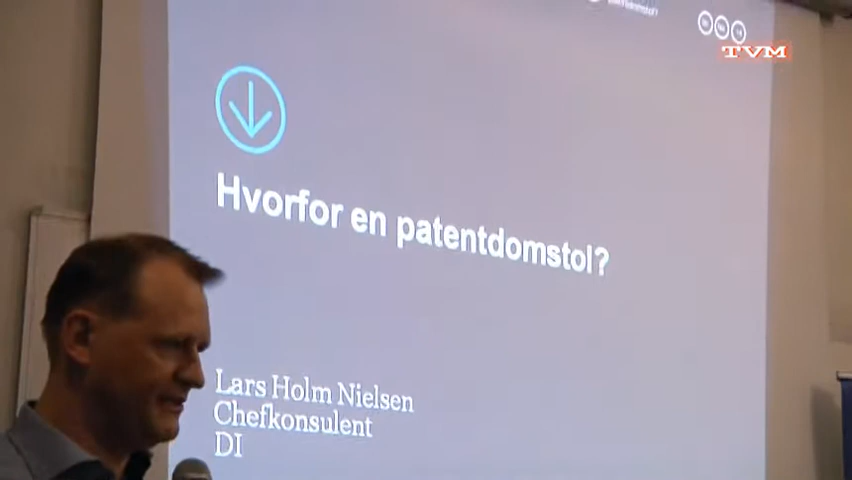 TVM
Hvorfor en patentdomstol?
Lars Holm Nielsen
Chefkonsulent
DI